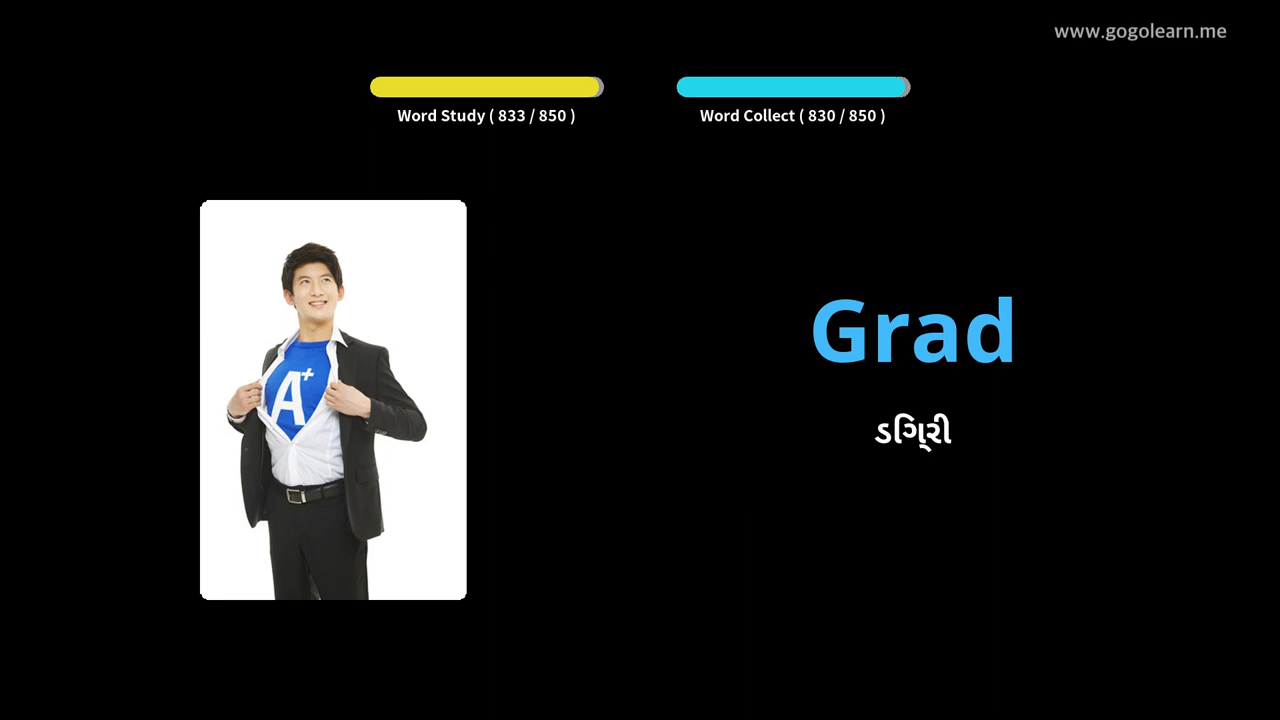 www.gogolearn.me
Word Study ( 833 / 850 )
Word Collect ( 830 / 850 )
A+
Grad
ડિગ્રી